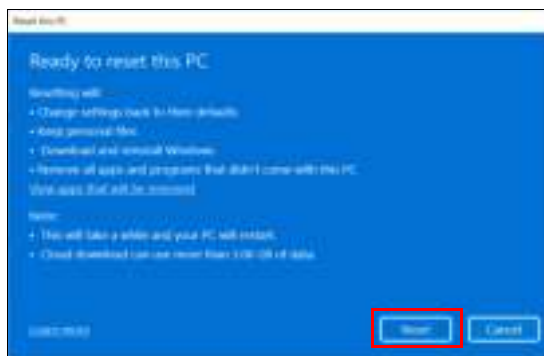 Reset this PC
Ready to reset this PC
Resetting will:
• Change settings back to their defaults
• Keep personal files
• Download and reinstall Windows
• Remove all apps and programs that didn't come with this PC
View apps that will be removed
Note:
• This will take a while and your PC will restart.
• Cloud download can use more than GB of data.
Learn more
Reset
Cancel